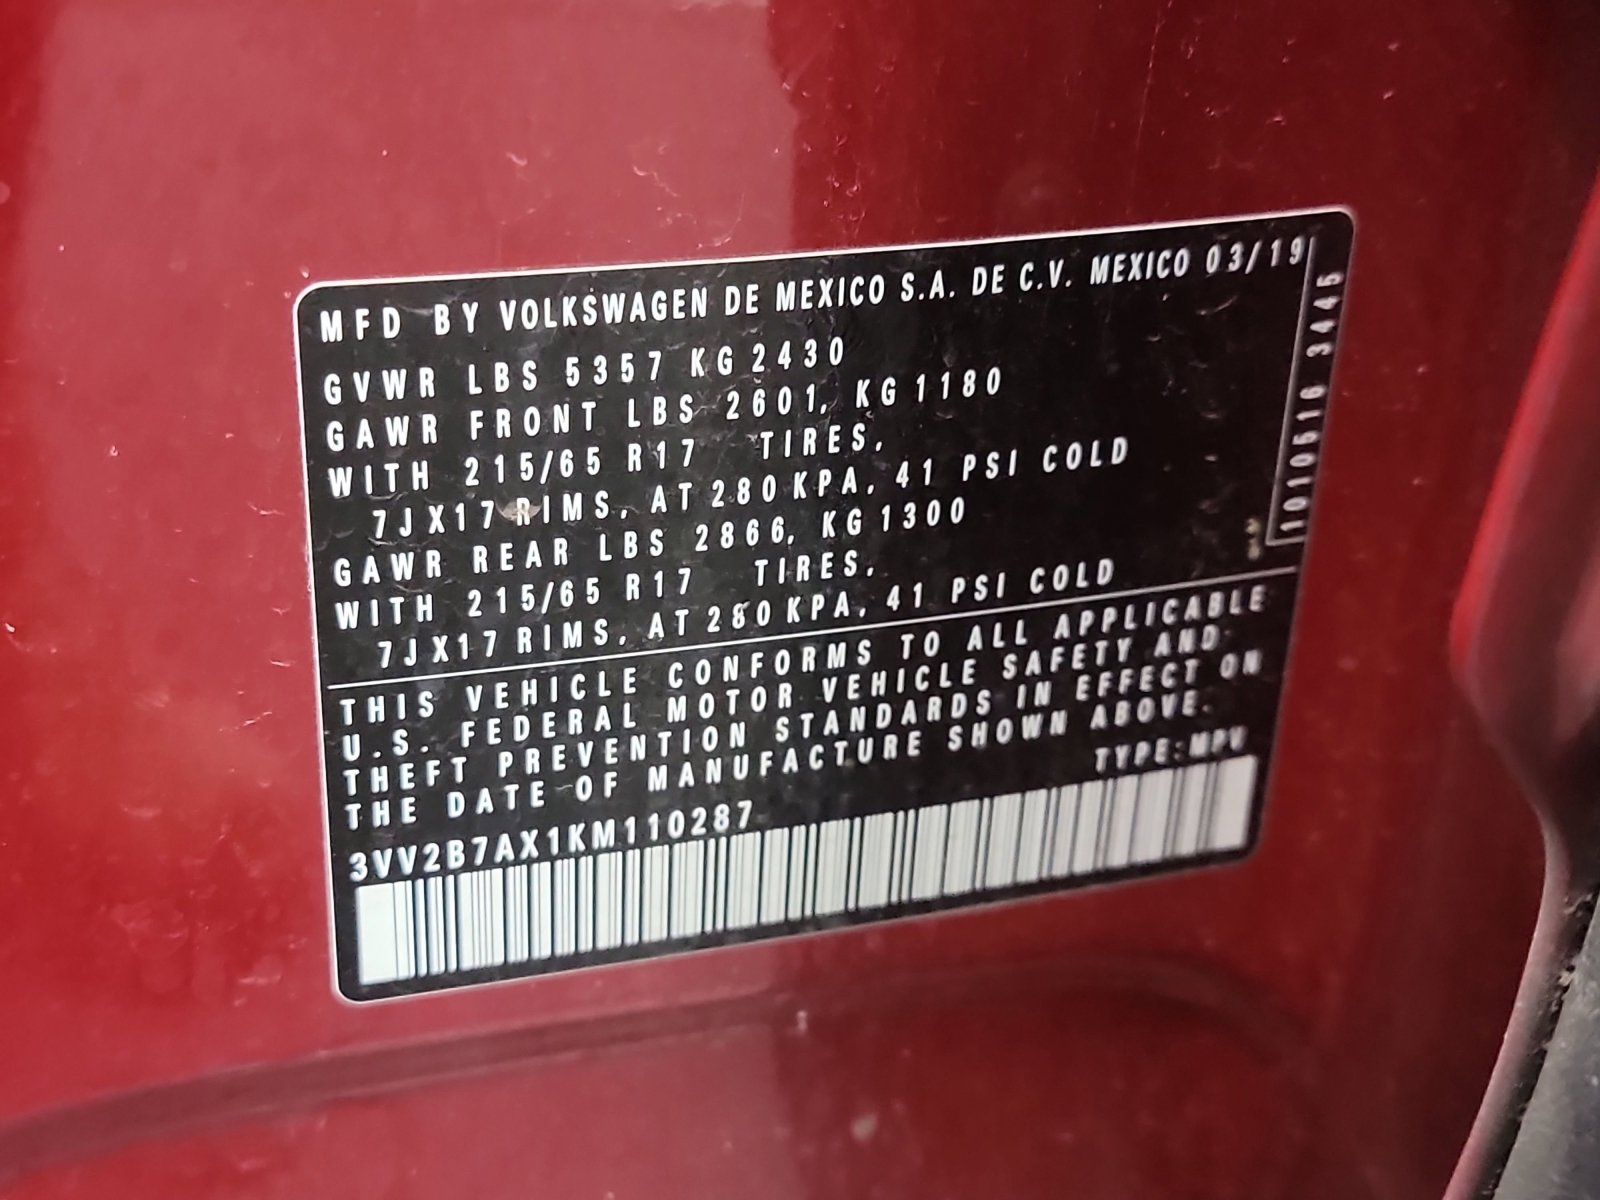 MFD BY VOLKSWAGEN DE MEXICO S.A. DE C.V. MEXICO 03/19
GVWR LBS 5357 KG 2430
GAWR FRONT LBS 2601, KG 1180
WITH 215/65 R17 TIRES,
7JX17 RIMS, AT 280 KPA, 41 PSI COLD
GAWR REAR LBS 2866, KG 1300
WITH 215/65 R17 TIRES,
7JX17 RIMS, AT 280 KPA, 41 PSI COLD
THIS VEHICLE CONFORMS TO ALL APPLICABLE
U.S. FEDERAL MOTOR VEHICLE SAFETY AND
THEFT PREVENTION STANDARDS IN EFFECT ON
THE DATE OF MANUFACTURE SHOWN ABOVE.
TYPE:MPV
3VV2B7AX1KM110287
1010516 3445